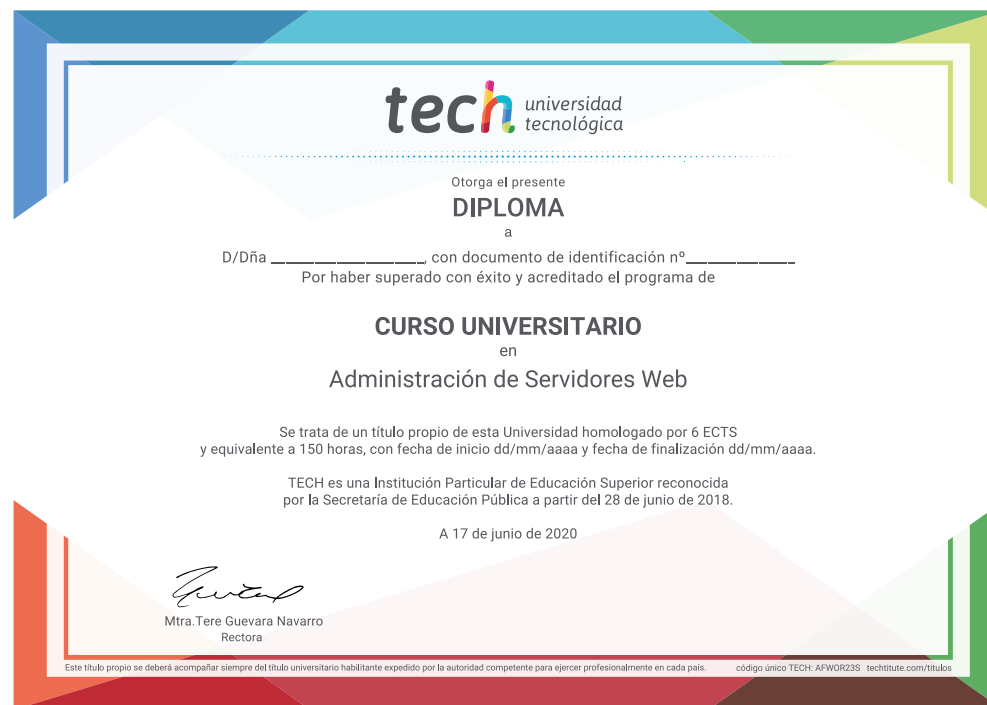 tech universidad
tecnológica
Otorga el presente
DIPLOMA
a
D/Dña ____________________, con documento de identificación nº______________
Por haber superado con éxito y acreditado el programa de
CURSO UNIVERSITARIO
en
Administración de Servidores Web
Se trata de un título propio de esta Universidad homologado por 6 ECTS
y equivalente a 150 horas, con fecha de inicio dd/mm/aaaa y fecha de finalización dd/mm/aaaa.
TECH es una Institución Particular de Educación Superior reconocida
por la Secretaría de Educación Pública a partir del 28 de junio de 2018.
A 17 de junio de 2020
Mtra.Tere Guevara Navarro
Rectora
Este título propio se deberá acompañar siempre del título universitario habilitante expedido por la autoridad competente para ejercer profesionalmente en cada país. código único TECH: AFWOR23S techtitute.com/titulos